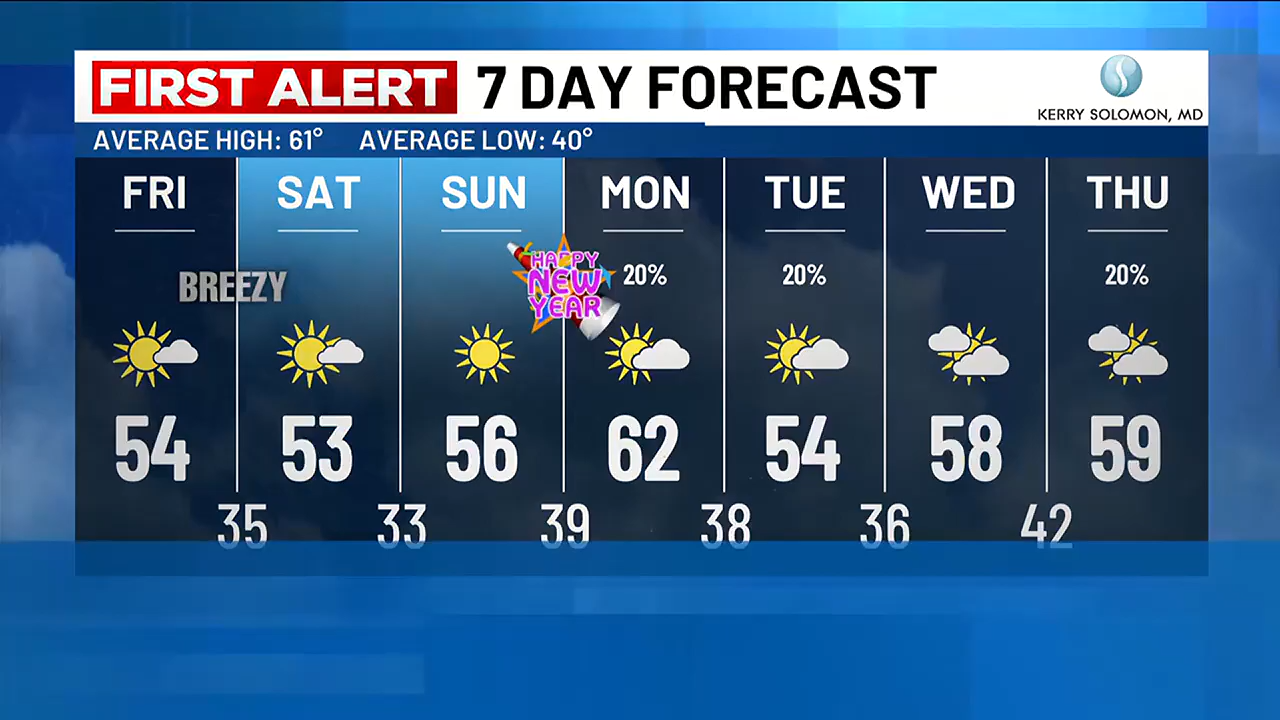 FIRST ALERT 7 DAY FORECAST
KERRY SOLOMON, MD
AVERAGE HIGH: 61° AVERAGE LOW: 40°
FRI SAT SUN MON TUE WED THU
HAPPY
NEW
YEAR
20% 20% 20%
BREEZY
54 53 56 62 54 58 59
35 33 39 38 36 42